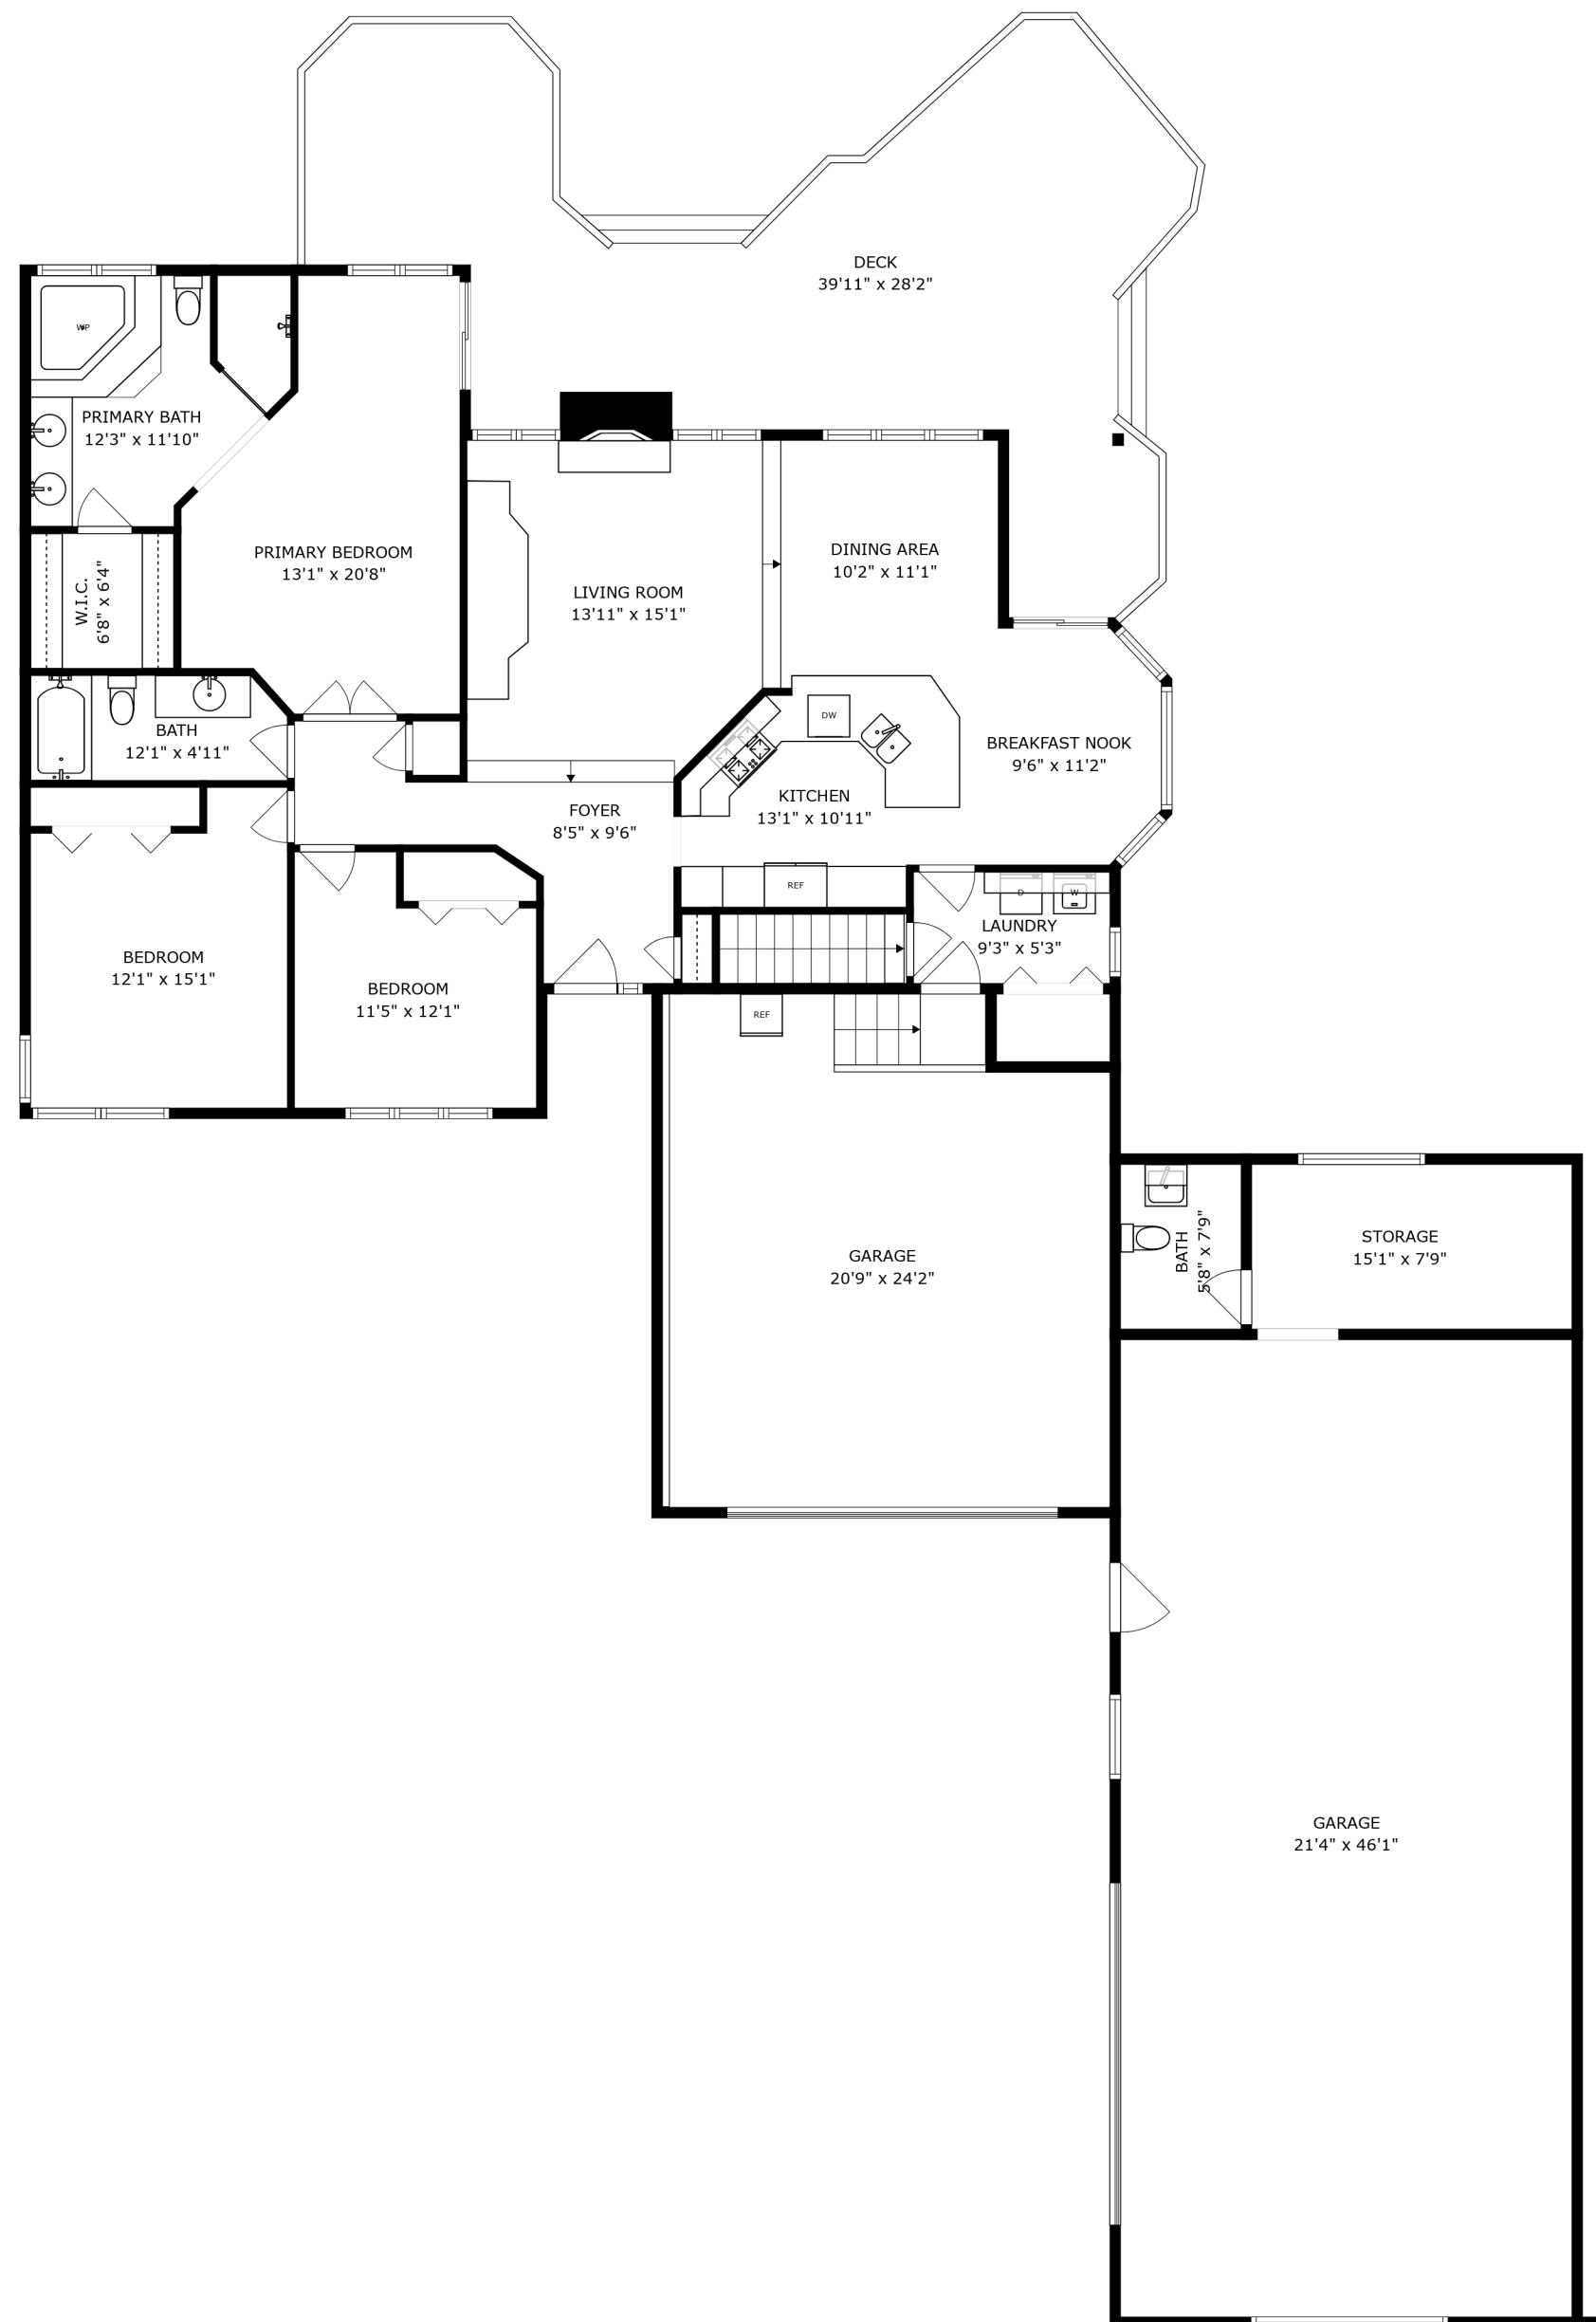 DECK
39'11" x 28'2"
WP
PRIMARY BATH
12'3" x 11'10"
PRIMARY BEDROOM
13'1" x 20'8"
W.I.C.
6'8" x 6'4"
LIVING ROOM
13'11" x 15'1"
DINING AREA
10'2" x 11'1"
DW
BATH
12'1" x 4'11"
BREAKFAST NOOK
9'6" x 11'2"
KITCHEN
13'1" x 10'11"
FOYER
8'5" x 9'6"
REF
D
W
LAUNDRY
9'3" x 5'3"
BEDROOM
12'1" x 15'1"
BEDROOM
11'5" x 12'1"
REF
GARAGE
20'9" x 24'2"
BATH
5'8" x 7'9"
STORAGE
15'1" x 7'9"
GARAGE
21'4" x 46'1"